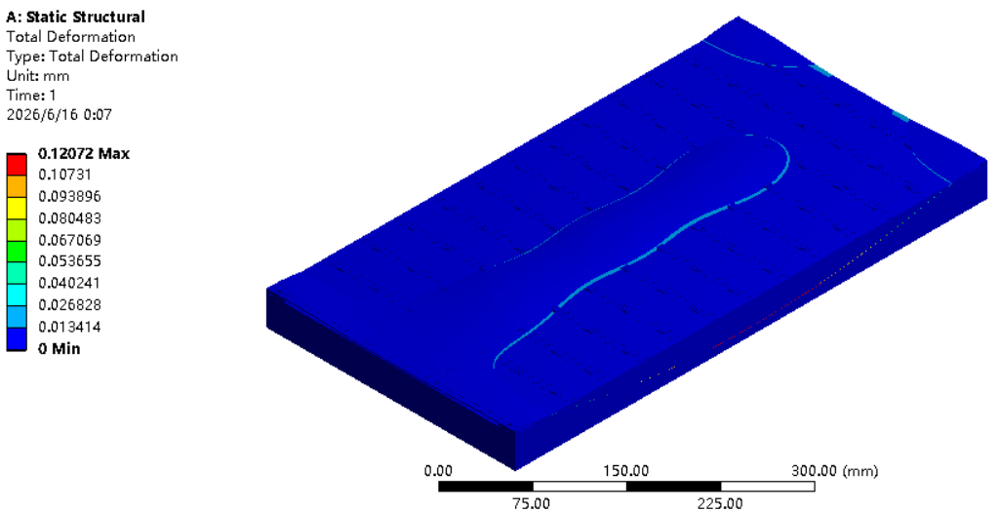 A: Static Structural
Total Deformation
Type: Total Deformation
Unit: mm
Time: 1
2026/6/16 0:07
0.12072 Max
0.10731
0.093896
0.080483
0.067069
0.053655
0.040241
0.026828
0.013414
0 Min
0.00 150.00 300.00 (mm)
75.00 225.00